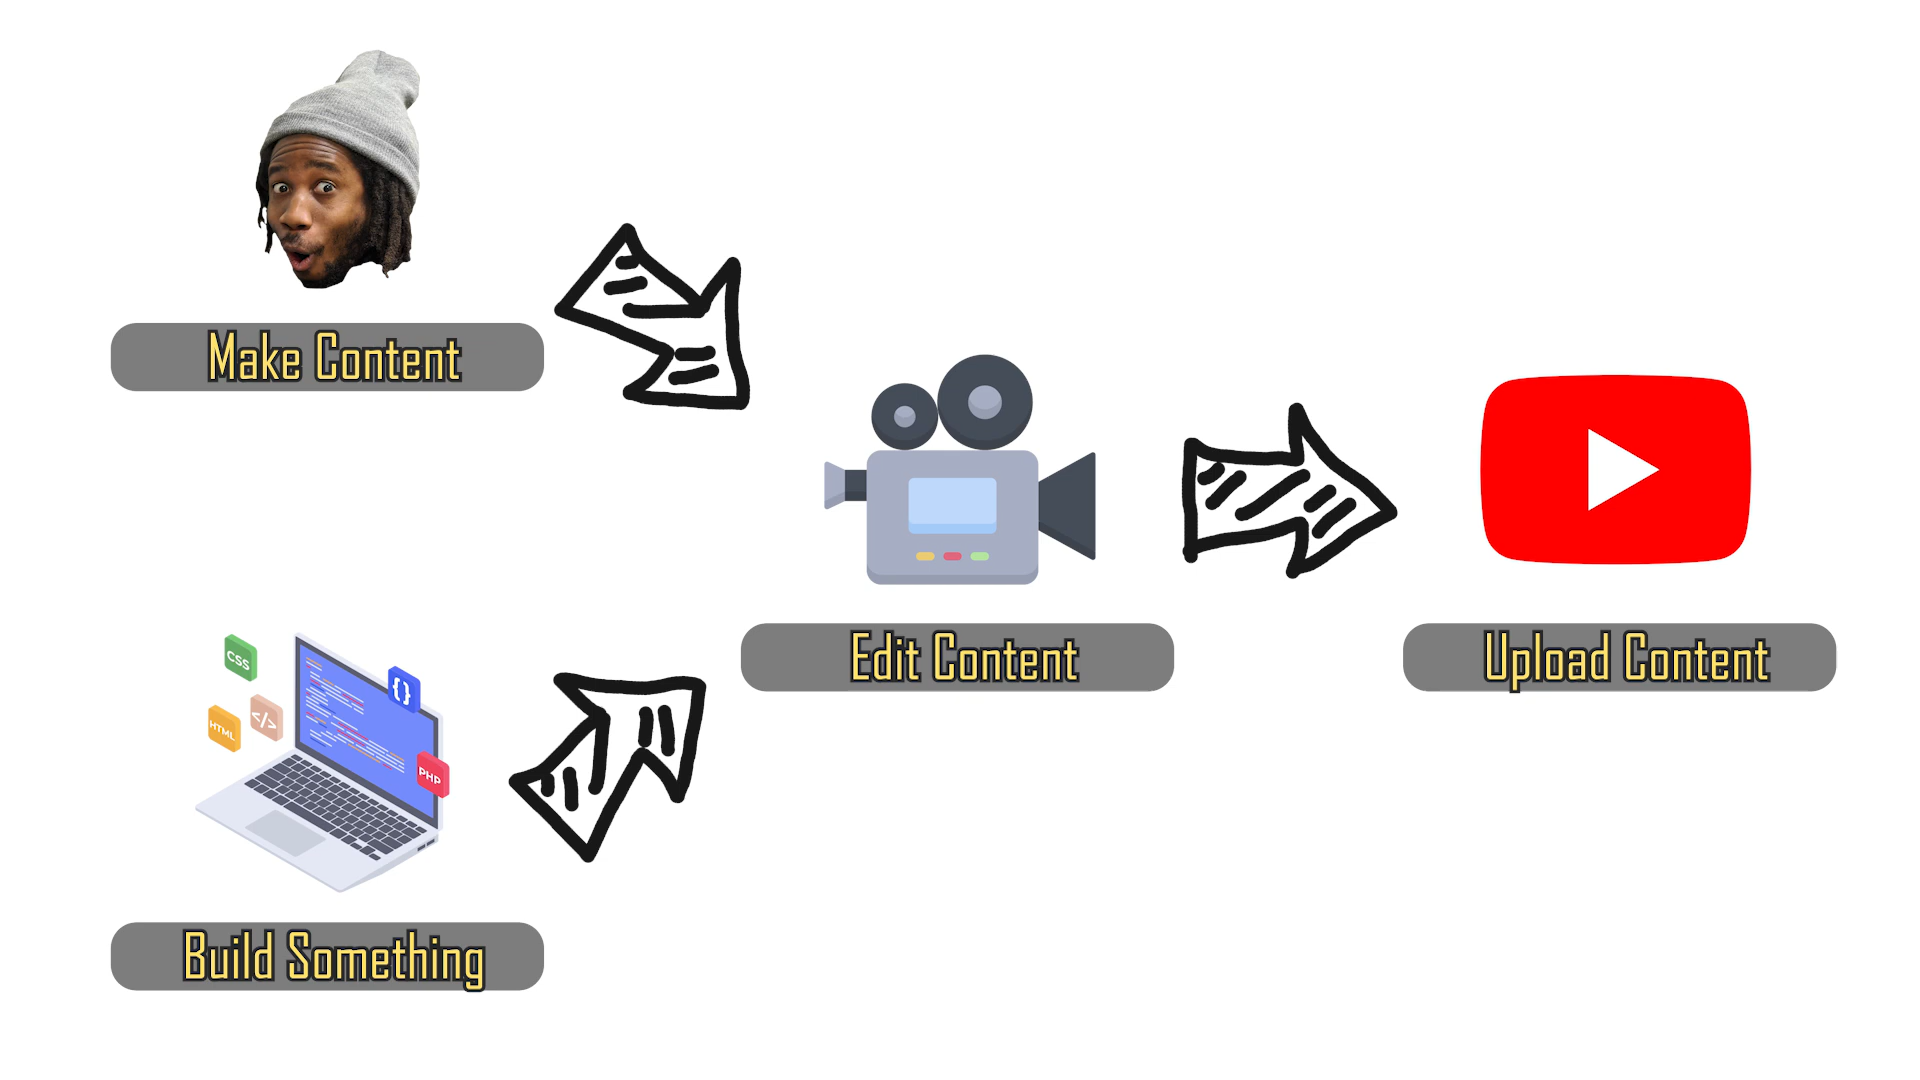 Make Content
Edit Content
Upload Content
CSS
HTML
</>
{}
PHP
Build Something